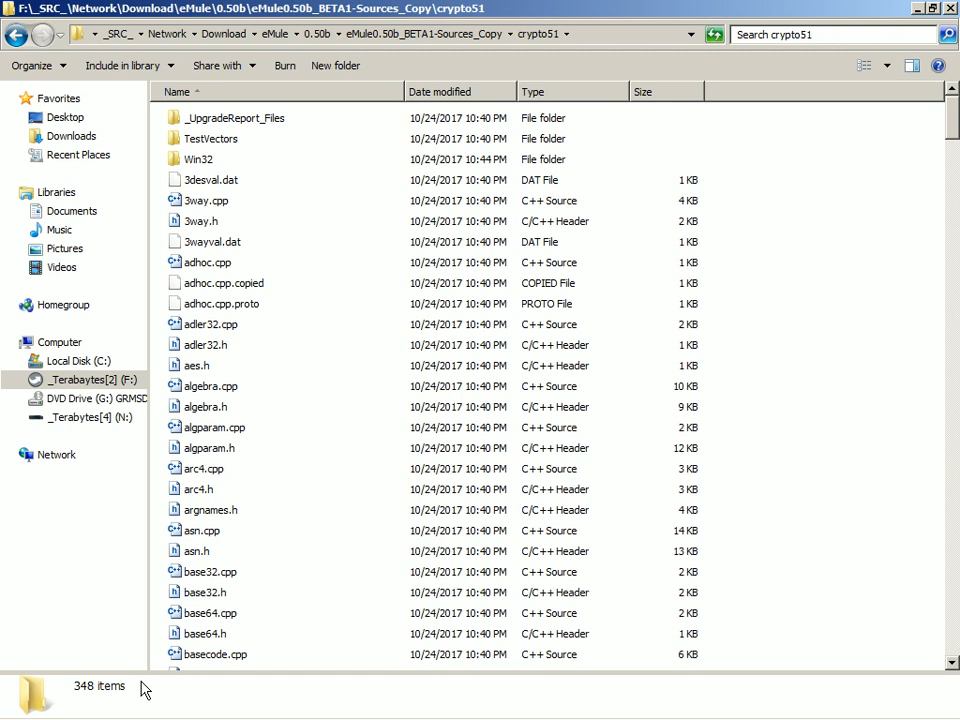 F:\_SRC_\Network\Download\eMule\0.50b\eMule0.50b_BETA1-Sources_Copy\crypto51
_SRC_ Network Download eMule 0.50b eMule0.50b_BETA1-Sources_Copy crypto51 Search crypto51
Organize Include in library Share with Burn New folder
Favorites
Desktop
Downloads
Recent Places
Libraries
Documents
Music
Pictures
Videos
Homegroup
Computer
Local Disk (C:)
_Terabaytes[2] (F:)
DVD Drive (G:) GRMSD
_Terabytes[4] (N:)
Network
Name Date modified Type Size
_UpgradeReport_Files 10/24/2017 10:40 PM File folder
TestVectors 10/24/2017 10:40 PM File folder
Win32 10/24/2017 10:44 PM File folder
3desval.dat 10/24/2017 10:40 PM DAT File 1 KB
3way.cpp 10/24/2017 10:40 PM C++ Source 4 KB
3way.h 10/24/2017 10:40 PM C/C++ Header 2 KB
3wayval.dat 10/24/2017 10:40 PM DAT File 1 KB
adhoc.cpp 10/24/2017 10:40 PM C++ Source 1 KB
adhoc.cpp.copied 10/24/2017 10:40 PM COPIED File 1 KB
adhoc.cpp.proto 10/24/2017 10:40 PM PROTO File 1 KB
adler32.cpp 10/24/2017 10:40 PM C++ Source 2 KB
adler32.h 10/24/2017 10:40 PM C/C++ Header 1 KB
aes.h 10/24/2017 10:40 PM C/C++ Header 1 KB
algebra.cpp 10/24/2017 10:40 PM C++ Source 10 KB
algebra.h 10/24/2017 10:40 PM C/C++ Header 9 KB
algparam.cpp 10/24/2017 10:40 PM C++ Source 2 KB
algparam.h 10/24/2017 10:40 PM C/C++ Header 12 KB
arc4.cpp 10/24/2017 10:40 PM C++ Source 3 KB
arc4.h 10/24/2017 10:40 PM C/C++ Header 3 KB
argnames.h 10/24/2017 10:40 PM C/C++ Header 4 KB
asn.cpp 10/24/2017 10:40 PM C++ Source 14 KB
asn.h 10/24/2017 10:40 PM C/C++ Header 13 KB
base32.cpp 10/24/2017 10:40 PM C++ Source 2 KB
base32.h 10/24/2017 10:40 PM C/C++ Header 2 KB
base64.cpp 10/24/2017 10:40 PM C++ Source 2 KB
base64.h 10/24/2017 10:40 PM C/C++ Header 1 KB
basecode.cpp 10/24/2017 10:40 PM C++ Source 6 KB
348 items